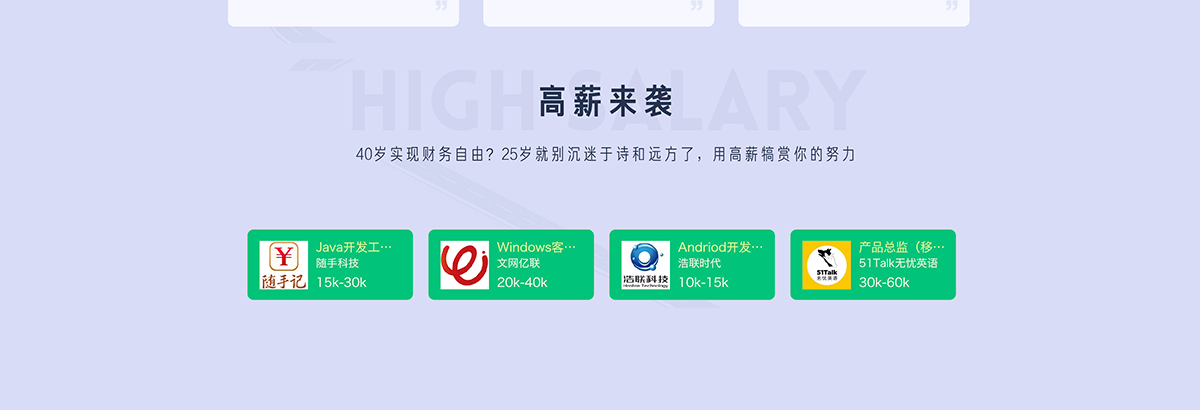 HIGH SALARY
高薪来袭
40岁实现财务自由？25岁就别沉迷于诗和远方了，用高薪犒赏你的努力
Java开发工…
随手科技
15k-30k
随手记
Windows客…
文网亿联
20k-40k
Andriod开发…
浩联时代
10k-15k
浩联科技
Heelian Technology
产品总监（移…
51Talk无忧英语
30k-60k
51Talk
无忧英语